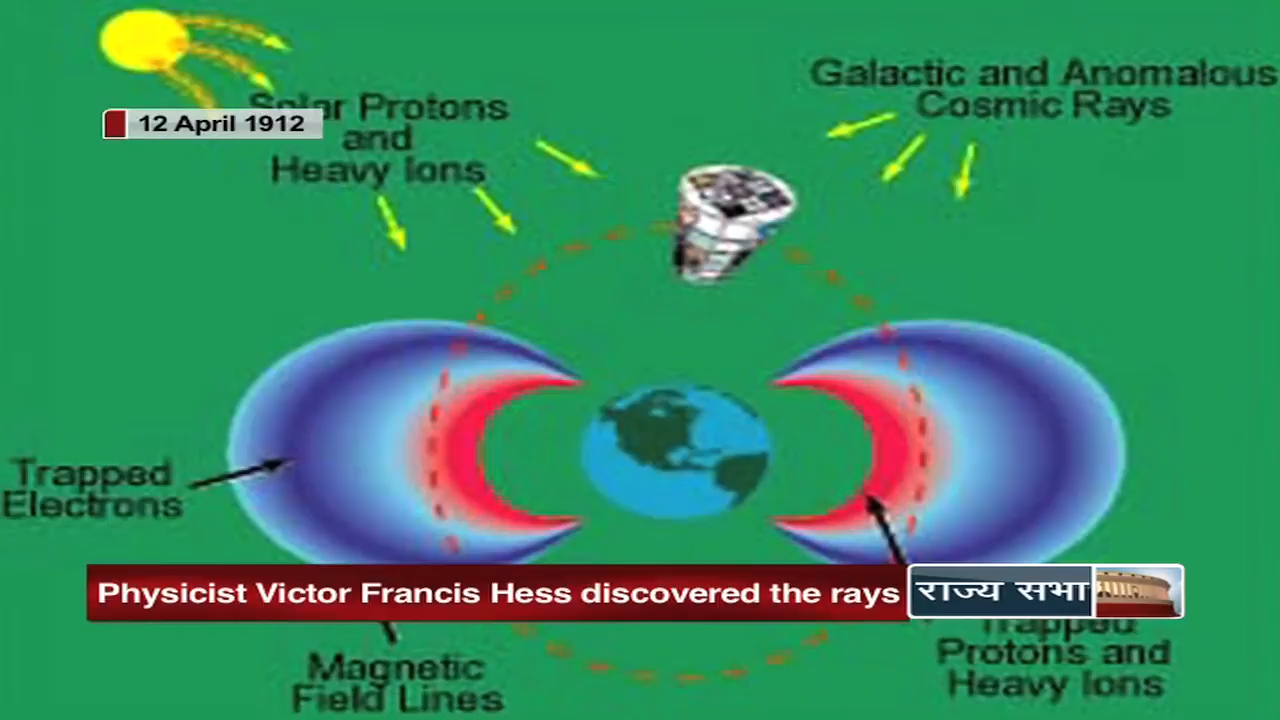 Galactic and Anomalous
Cosmic Rays
Solar Protons
and
Heavy Ions
12 April 1912
Trapped
Electrons
Physicist Victor Francis Hess discovered the rays
राज्य सभा
Magnetic
Field Lines
Trapped
Protons and
Heavy Ions